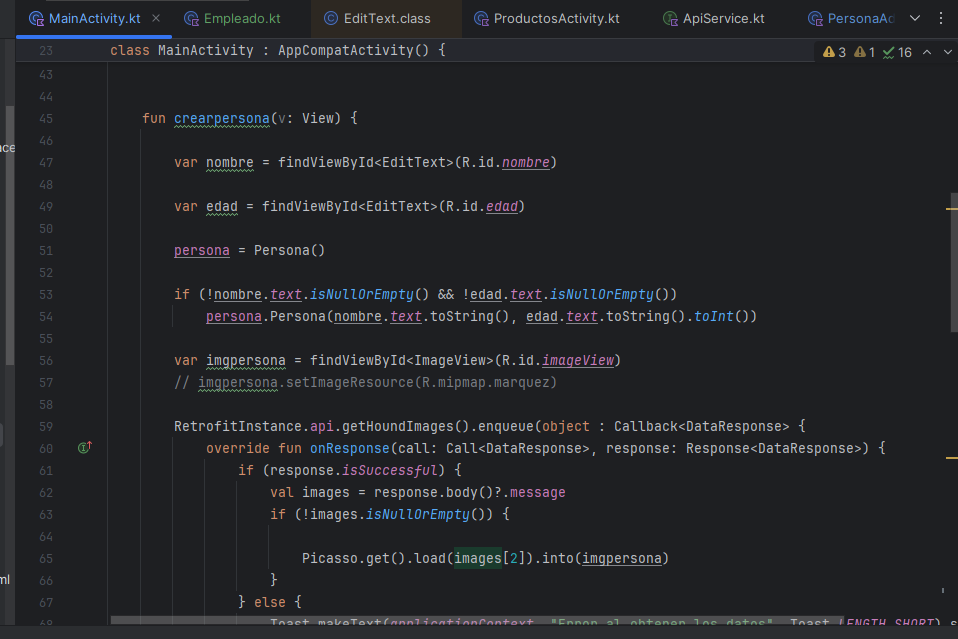 MainActivity.kt Empleado.kt EditText.class ProductosActivity.kt ApiService.kt PersonaAd
23 class MainActivity : AppCompatActivity() { 3 1 16
43
44
45 fun crearpersona(v: View) {
46
47 var nombre = findViewById<EditText>(R.id.nombre)
48
49 var edad = findViewById<EditText>(R.id.edad)
50
51 persona = Persona()
52
53 if (!nombre.text.isNullOrEmpty() && !edad.text.isNullOrEmpty())
54 persona.Persona(nombre.text.toString(), edad.text.toString().toInt())
55
56 var imgpersona = findViewById<ImageView>(R.id.imageView)
57 // imgpersona.setImageResource(R.mipmap.marquez)
58
59 RetrofitInstance.api.getHoundImages().enqueue(object : Callback<DataResponse> {
60 override fun onResponse(call: Call<DataResponse>, response: Response<DataResponse>) {
61 if (response.isSuccessful) {
62 val images = response.body()?.message
63 if (!images.isNullOrEmpty()) {
64
65 Picasso.get().load(images[2]).into(imgpersona)
66 }
67 } else {
68 Toast.makeText(applicationContext, "Error al obtener los datos", Toast.LENGTH_SHORT).s
ace
ml